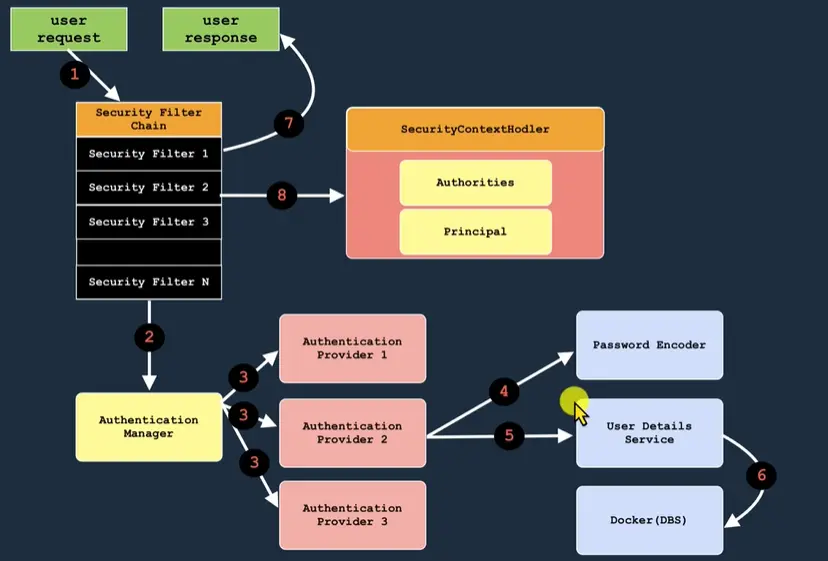 user
request
user
response
1
Security Filter
Chain
Security Filter 1
Security Filter 2
Security Filter 3
Security Filter N
7
8
SecurityContextHodler
Authorities
Principal
2
Authentication
Manager
3
3
3
Authentication
Provider 1
Authentication
Provider 2
Authentication
Provider 3
4
5
Password Encoder
User Details
Service
6
Docker(DBS)